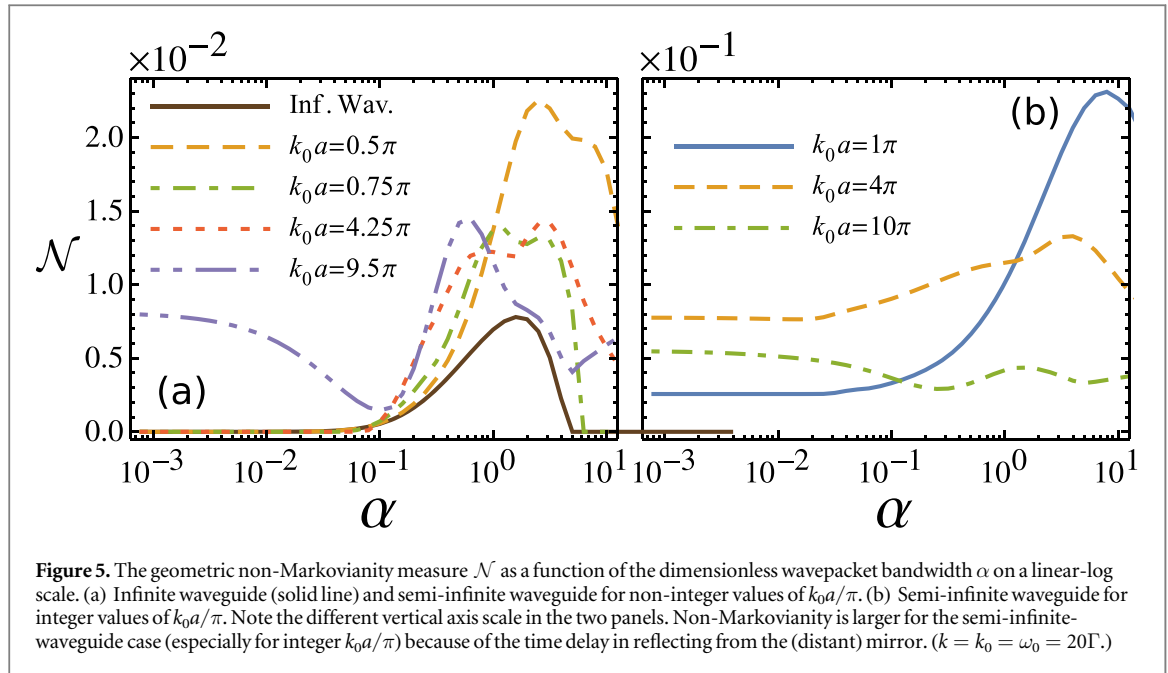 ×10⁻² ×10⁻¹
Inf. Wav.
k₀a=0.5π
k₀a=0.75π
k₀a=4.25π
k₀a=9.5π
(a)
k₀a=1π
k₀a=4π
k₀a=10π
(b)
𝒩
2.0
1.5
1.0
0.5
0.0
10⁻³ 10⁻² 10⁻¹ 10⁰ 10¹ 10⁻³ 10⁻² 10⁻¹ 10⁰ 10¹
α α
Figure 5. The geometric non-Markovianity measure 𝒩 as a function of the dimensionless wavepacket bandwidth α on a linear-log
scale. (a) Infinite waveguide (solid line) and semi-infinite waveguide for non-integer values of k₀a/π. (b) Semi-infinite waveguide for
integer values of k₀a/π. Note the different vertical axis scale in the two panels. Non-Markovianity is larger for the semi-infinite-
waveguide case (especially for integer k₀a/π) because of the time delay in reflecting from the (distant) mirror. (k = k₀ = ω₀ = 20Γ.)